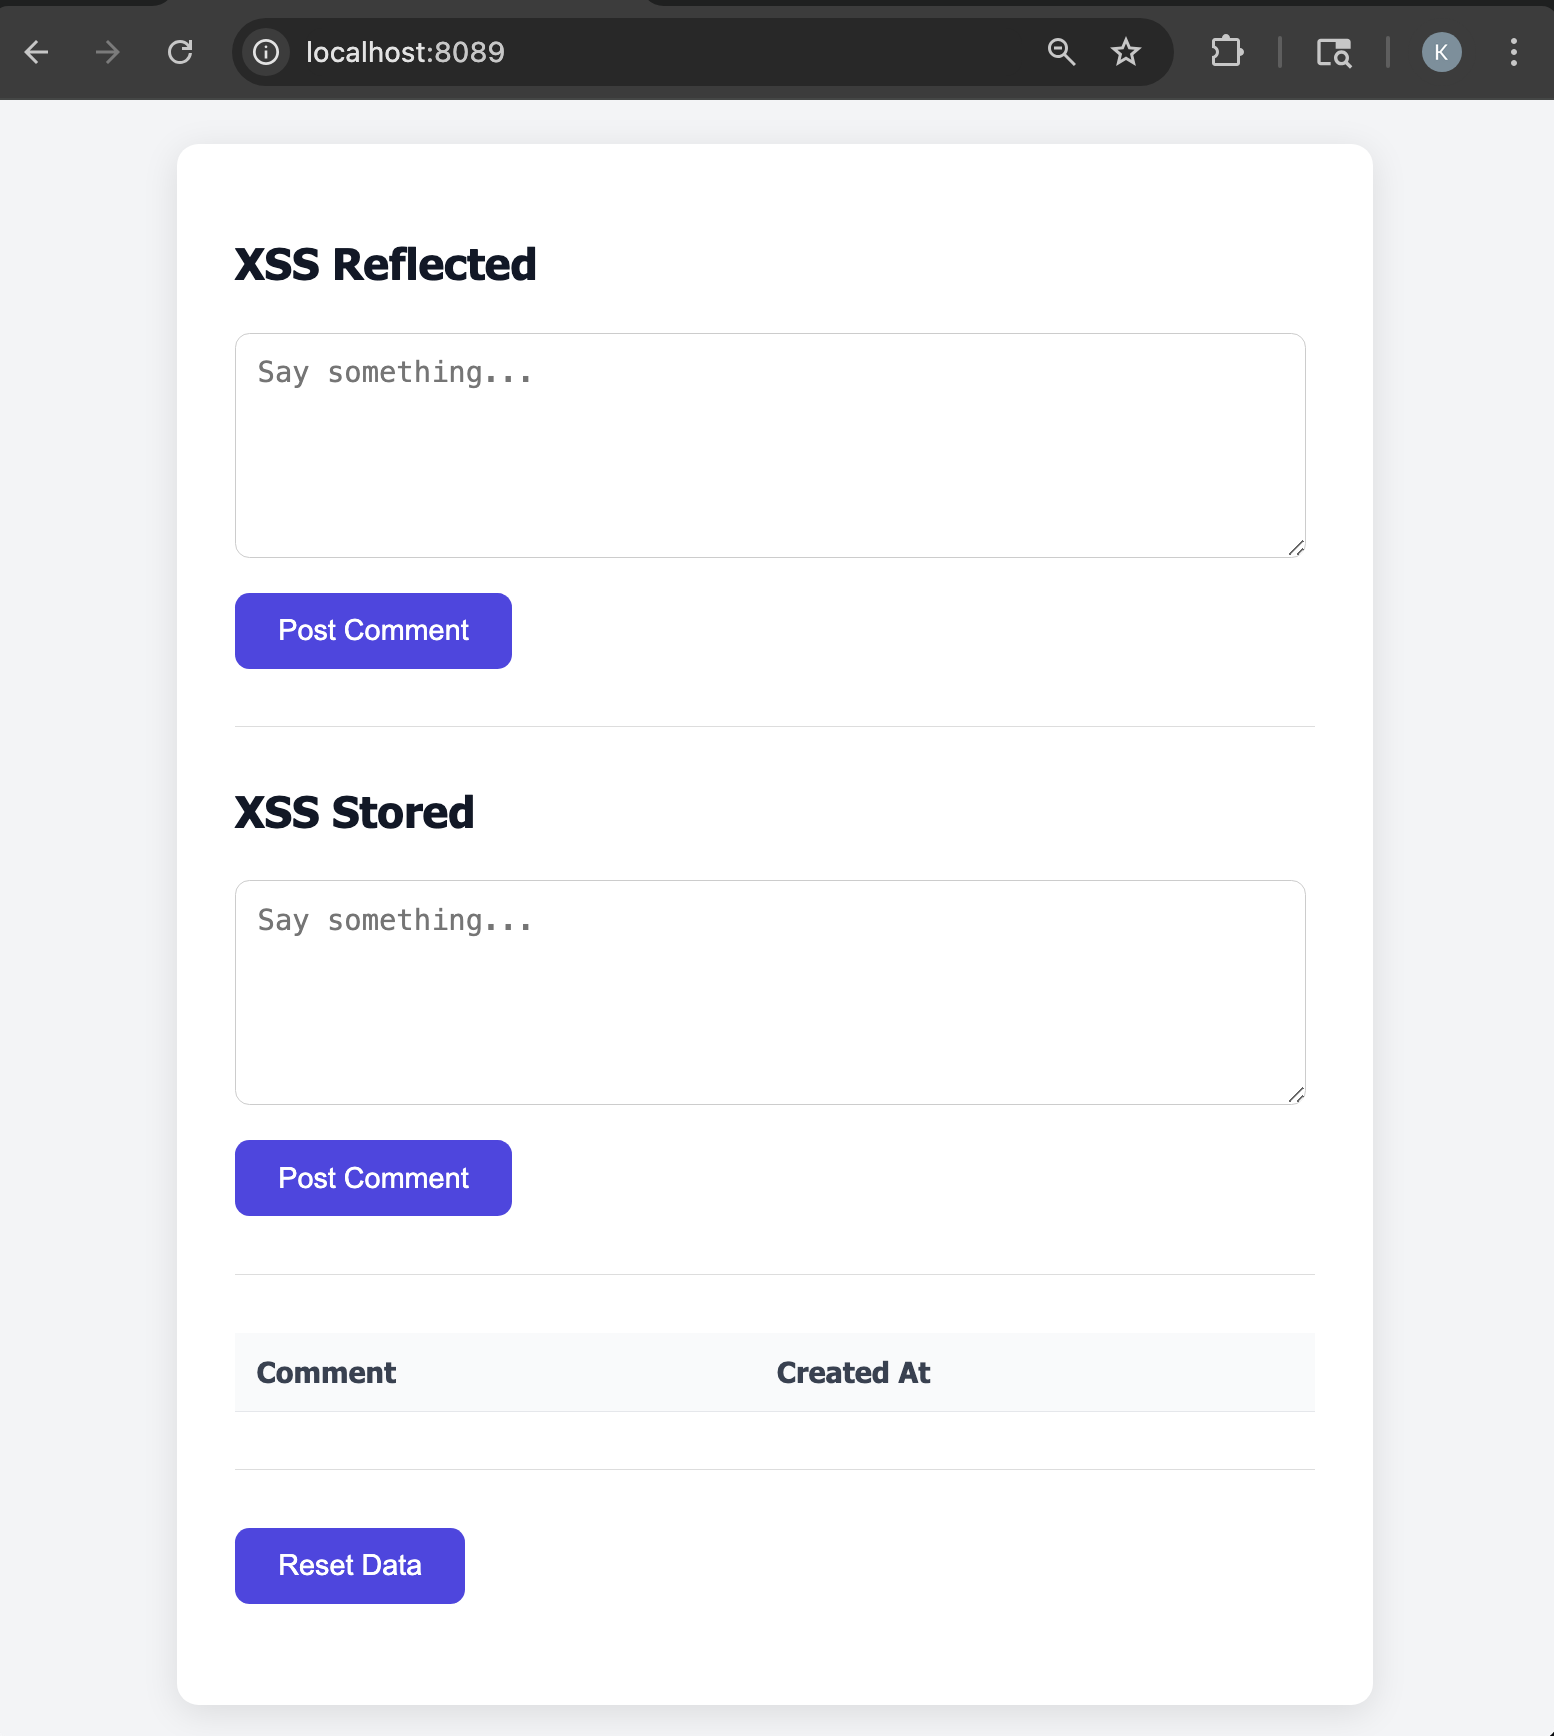 localhost:8089
K
XSS Reflected
Say something...
Post Comment
XSS Stored
Say something...
Post Comment
Comment Created At
Reset Data